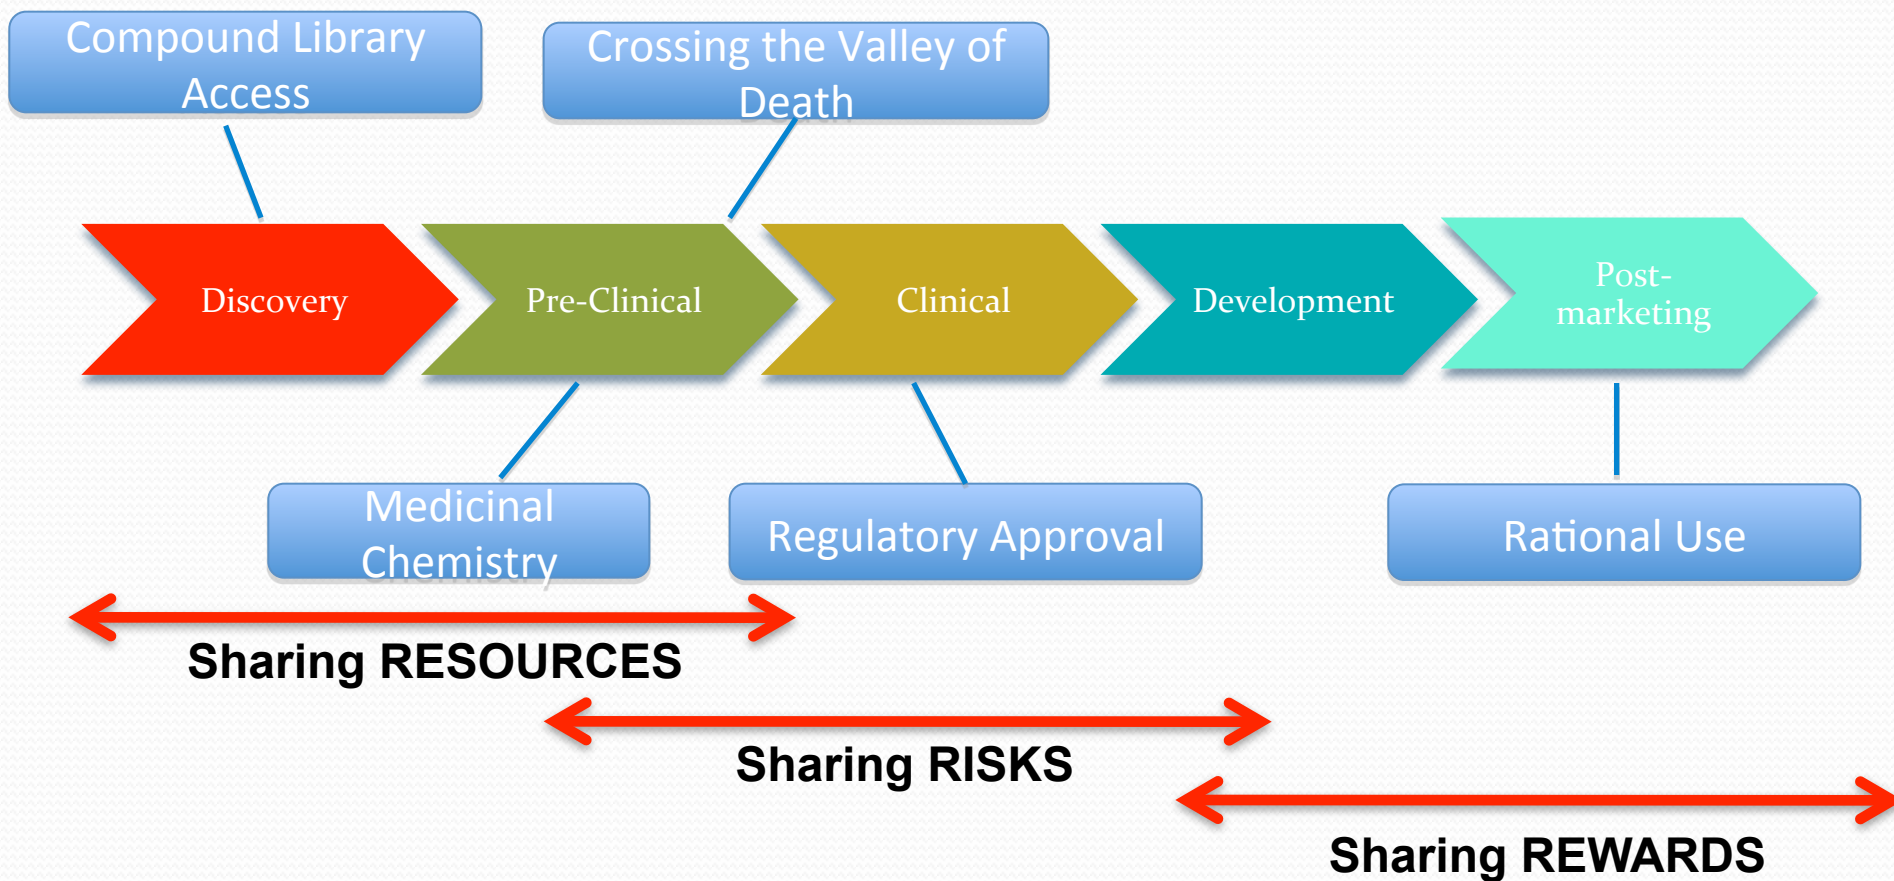 Compound Library
Access
Crossing the Valley of
Death
Discovery
Pre-Clinical
Clinical
Development
Post-
marketing
Medicinal
Chemistry
Regulatory Approval
Rational Use
Sharing RESOURCES
Sharing RISKS
Sharing REWARDS